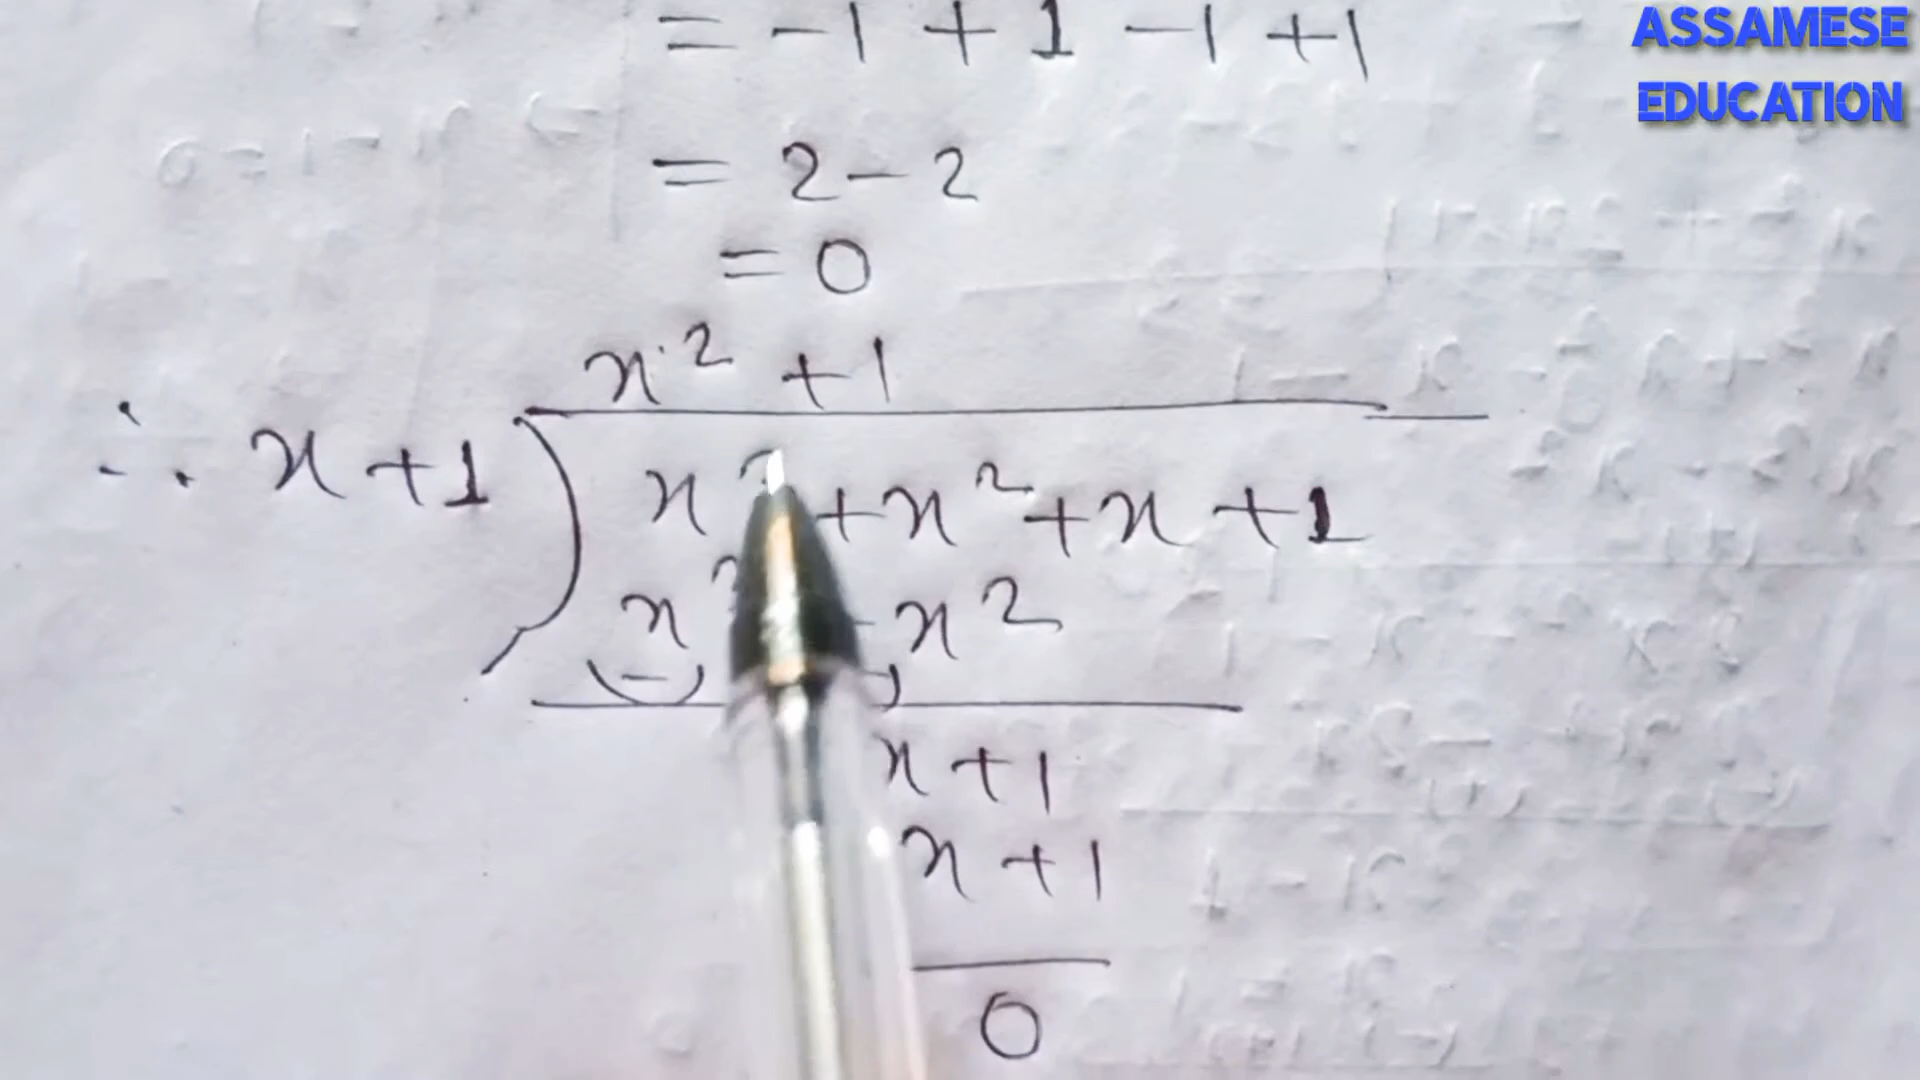 = -1 + 1 -1 +1
ASSAMESE
EDUCATION
= 2 - 2
= 0
x² + 1
∴ x + 1 ) x + x² + x + 1
x x²
(-)
x + 1
x + 1
0